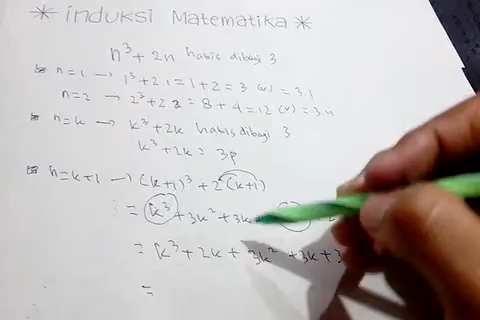 * induksi Matematika *
n³ + 2n habis dibagi 3
n=1 → 1³ + 2.1 = 1 + 2 = 3 (v) = 3.1
n=2 → 2³ + 2.2 = 8 + 4 = 12 (v) = 3.4
n=k → k³ + 2k habis dibagi 3
k³ + 2k = 3p
n=k+1 → (k+1)³ + 2(k+1)
= k³ + 3k² + 3k
= k³ + 2k + 3k² + 3k + 3
=